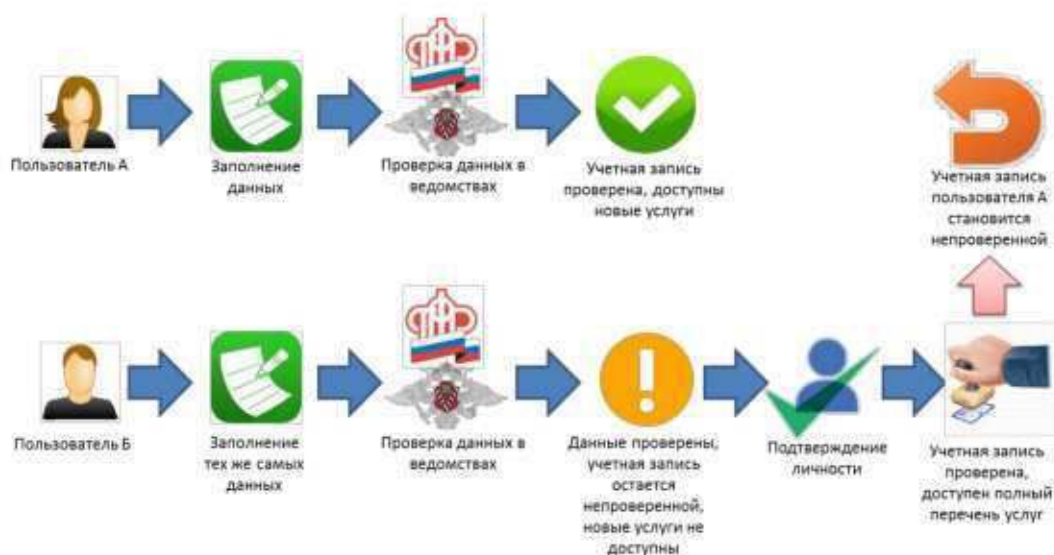 Пользователь А
Заполнение
данных
Проверка данных в
ведомствах
Учетная запись
проверена, доступны
новые услуги
Учетная запись
пользователя А
становится
непроверенной
Пользователь Б
Заполнение
тех же самых
данных
Проверка данных в
ведомствах
Данные проверены,
учетная запись
остается
непроверенной,
новые услуги не
доступны
Подтверждение
личности
Учетная запись
проверена,
доступен полный
перечень услуг